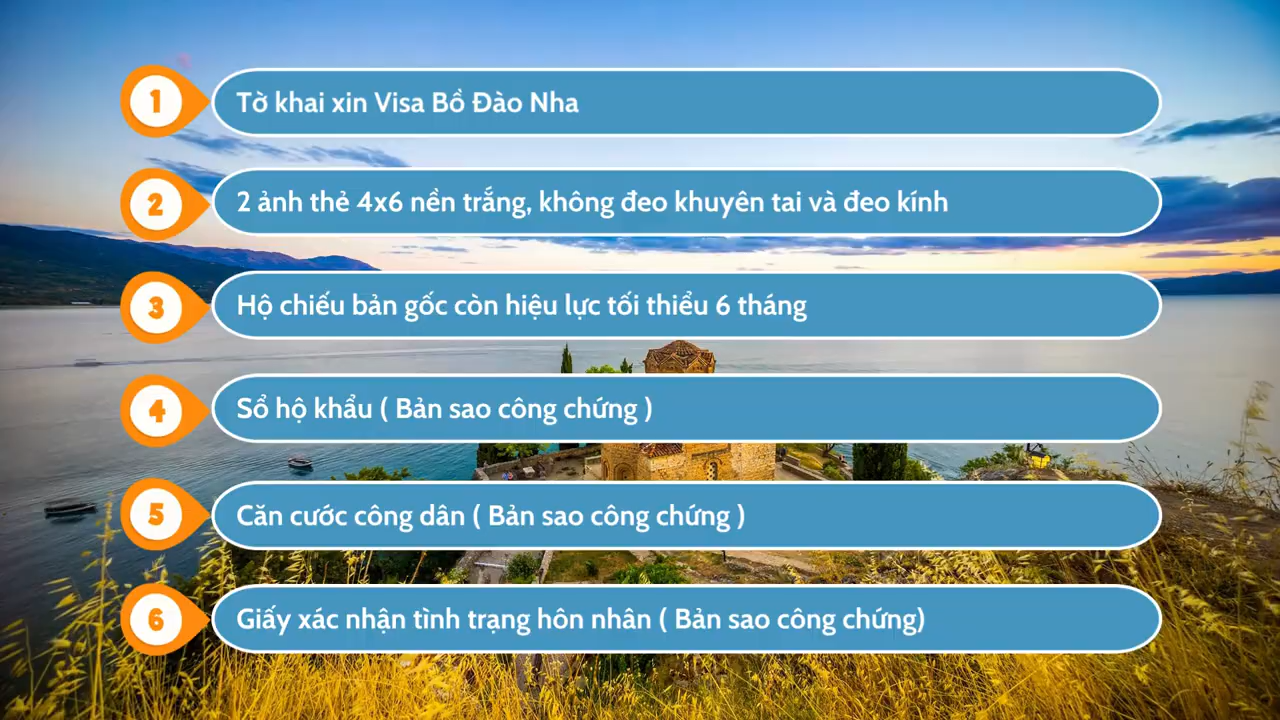 1 Tờ khai xin Visa Bồ Đào Nha
2 2 ảnh thẻ 4x6 nền trắng, không đeo khuyên tai và đeo kính
3 Hộ chiếu bản gốc còn hiệu lực tối thiểu 6 tháng
4 Sổ hộ khẩu ( Bản sao công chứng )
5 Căn cước công dân ( Bản sao công chứng )
6 Giấy xác nhận tình trạng hôn nhân ( Bản sao công chứng)